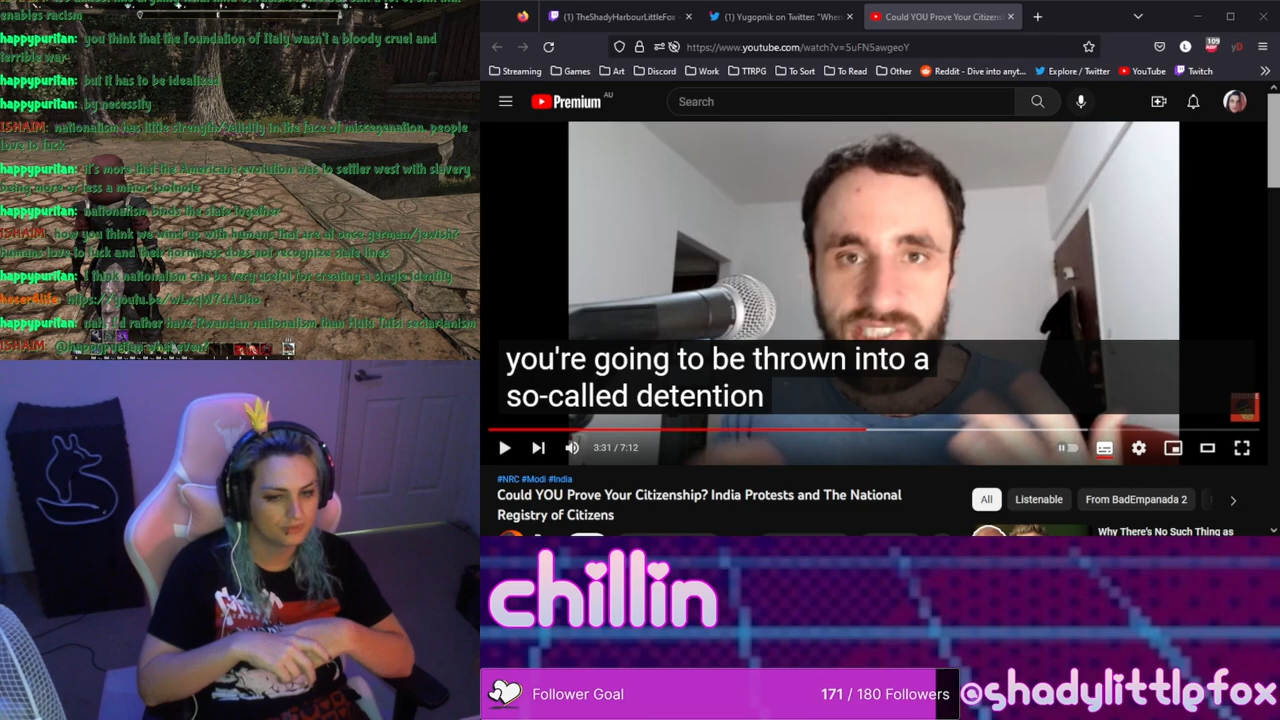 enables racism
happypuritan: you think that the foundation of Italy wasn't a bloody cruel and
terrible war
happypuritan: but it has to be idealized
happypuritan: by necessity
ISHAIM: nationalism has little strength/validity in the face of miscegenation. people
love to fuck
happypuritan: it's more that the American revolution was to settler west with slavery
being more or less a minor footnote
happypuritan: nationalism binds the state together
ISHAIM: how you think we wind up with humans that are at once german/jewish?
humans love to fuck and their horniness does not recognize state lines
happypuritan: I think nationalism can be very useful for creating a single identity
happypuritan: nah, I'd rather have Rwandan nationalism than Hutu Tutsi sectarianism
ISHAIM: @happypuritan what even?
(1) TheShadyHarbourLittleFox
(1) Yugopnik on Twitter: "When
Could YOU Prove Your Citizens
https://www.youtube.com/watch?v=5uFN5awgeoY
109
Streaming Games Art Discord Work TTRPG To Sort To Read Other Reddit - Dive into anyt... Explore / Twitter YouTube Twitch
Premium AU
Search
you're going to be thrown into a
so-called detention
3:31 / 7:12
#NRC #Modi #India
Could YOU Prove Your Citizenship? India Protests and The National
Registry of Citizens
All Listenable From BadEmpanada 2
Why There's No Such Thing as
chillin
Follower Goal 171 / 180 Followers
@shadylittlefox